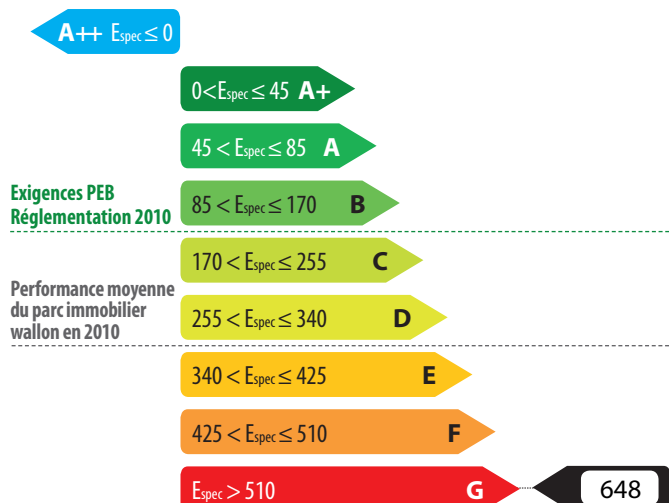 A++ Espec ≤ 0
0<Espec ≤ 45 A+
45 < Espec ≤ 85 A
Exigences PEB
Réglementation 2010
85 < Espec ≤ 170 B
170 < Espec ≤ 255 C
Performance moyenne
du parc immobilier
wallon en 2010
255 < Espec ≤ 340 D
340 < Espec ≤ 425 E
425 < Espec ≤ 510 F
Espec > 510 G 648